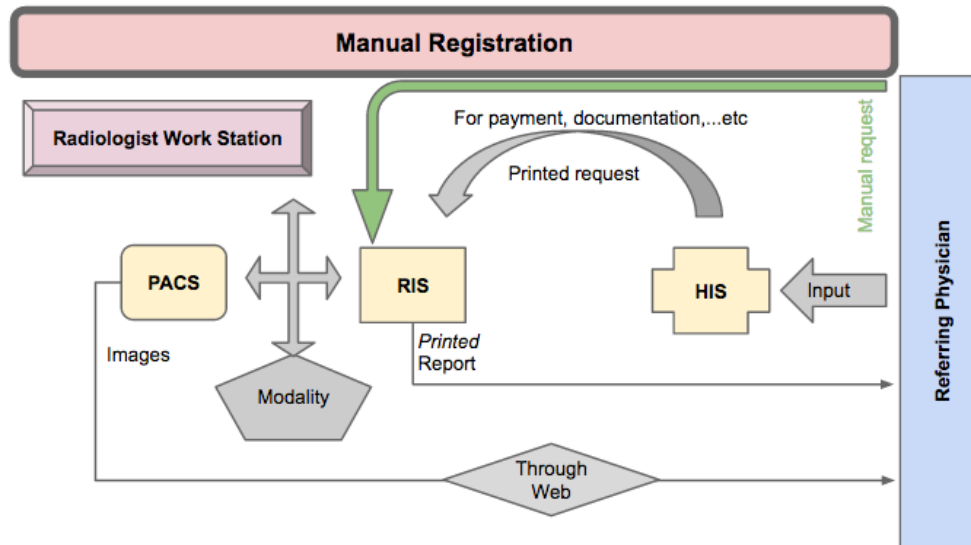 Manual Registration
Radiologist Work Station
For payment, documentation,...etc
Printed request
Manual request
PACS
RIS
HIS
Input
Images
Printed
Report
Modality
Through
Web
Referring Physician